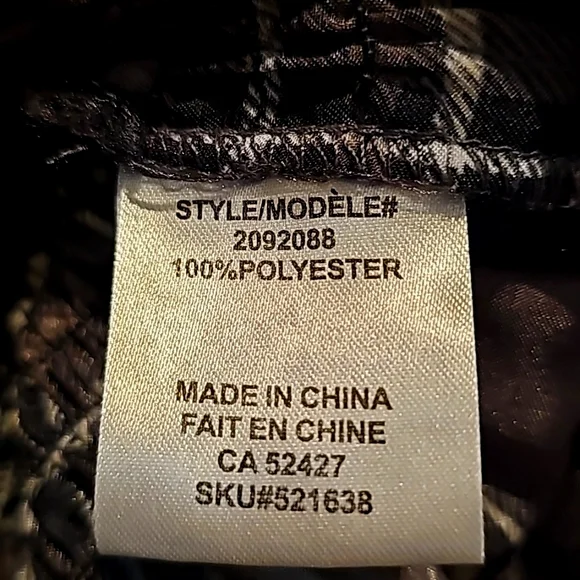 STYLE/MODÈLE#
2092088
100%POLYESTER
MADE IN CHINA
FAIT EN CHINE
CA 52427
SKU#521638